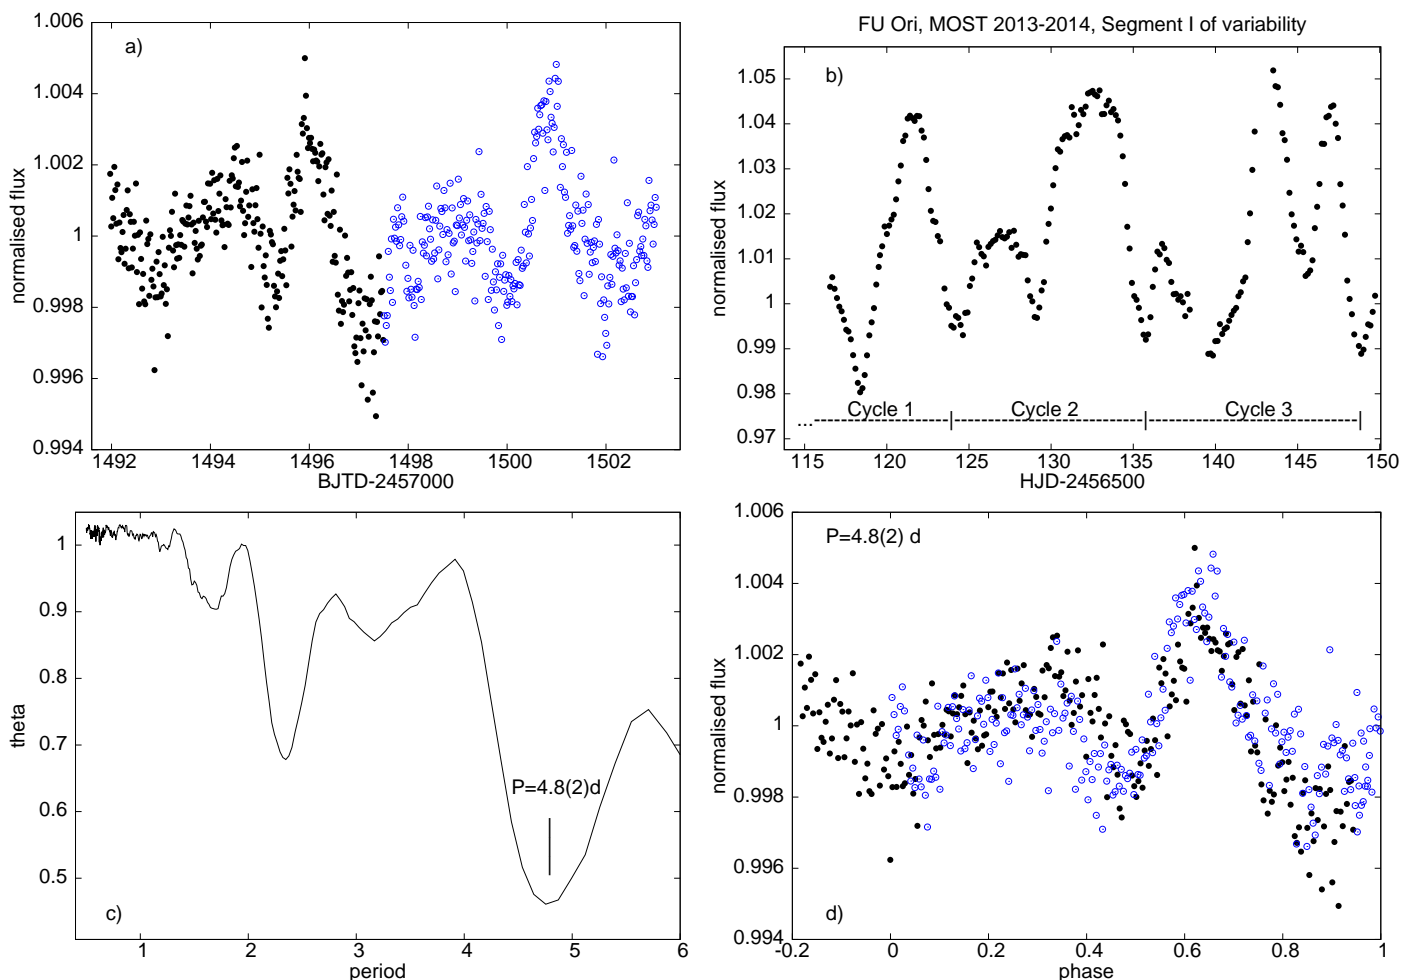 FU Ori, MOST 2013-2014, Segment I of variability
1.006
1.004
1.002
1
0.998
0.996
0.994
normalised flux
a)
1492 1494 1496 1498 1500 1502
BJTD-2457000
1.05
1.04
1.03
1.02
1.01
1
0.99
0.98
0.97
normalised flux
b)
... Cycle 1 Cycle 2 Cycle 3
115 120 125 130 135 140 145 150
HJD-2456500
1
0.9
0.8
0.7
0.6
0.5
theta
P=4.8(2)d
c)
1 2 3 4 5 6
period
1.006
1.004
1.002
1
0.998
0.996
0.994
normalised flux
P=4.8(2) d
d)
-0.2 0 0.2 0.4 0.6 0.8 1
phase